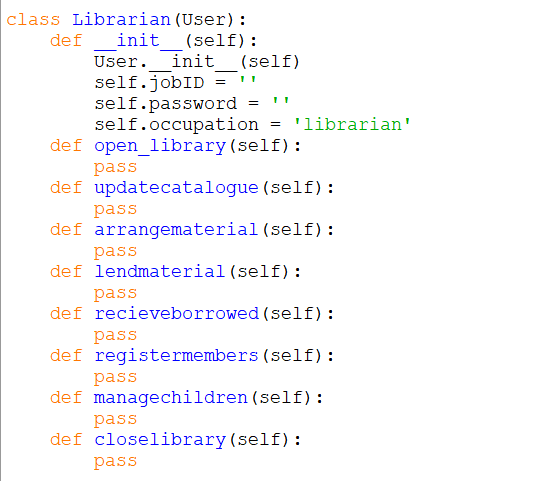 class Librarian(User):
    def __init__(self):
        User.__init__(self)
        self.jobID = ''
        self.password = ''
        self.occupation = 'librarian'
    def open_library(self):
        pass
    def updatecatalogue(self):
        pass
    def arrangematerial(self):
        pass
    def lendmaterial(self):
        pass
    def recieveborrowed(self):
        pass
    def registermembers(self):
        pass
    def managechildren(self):
        pass
    def closelibrary(self):
        pass